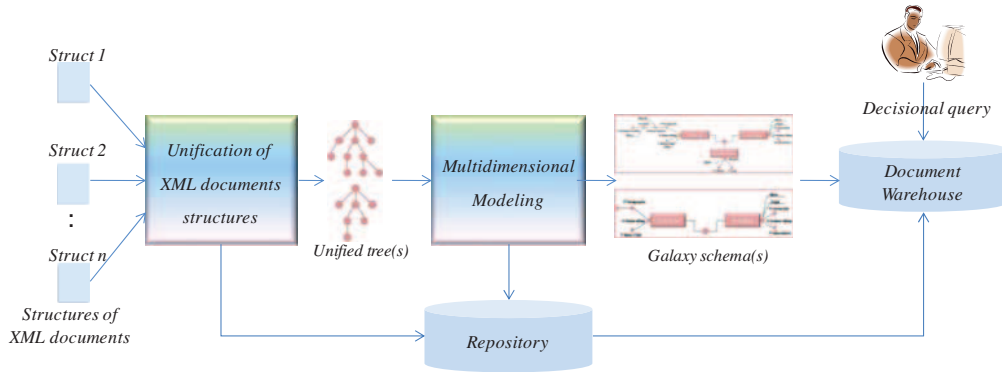 Struct 1
Struct 2
:
Struct n
Structures of
XML documents
Unification of
XML documents
structures
Unified tree(s)
Multidimensional
Modeling
Galaxy schema(s)
Repository
Decisional query
Document
Warehouse